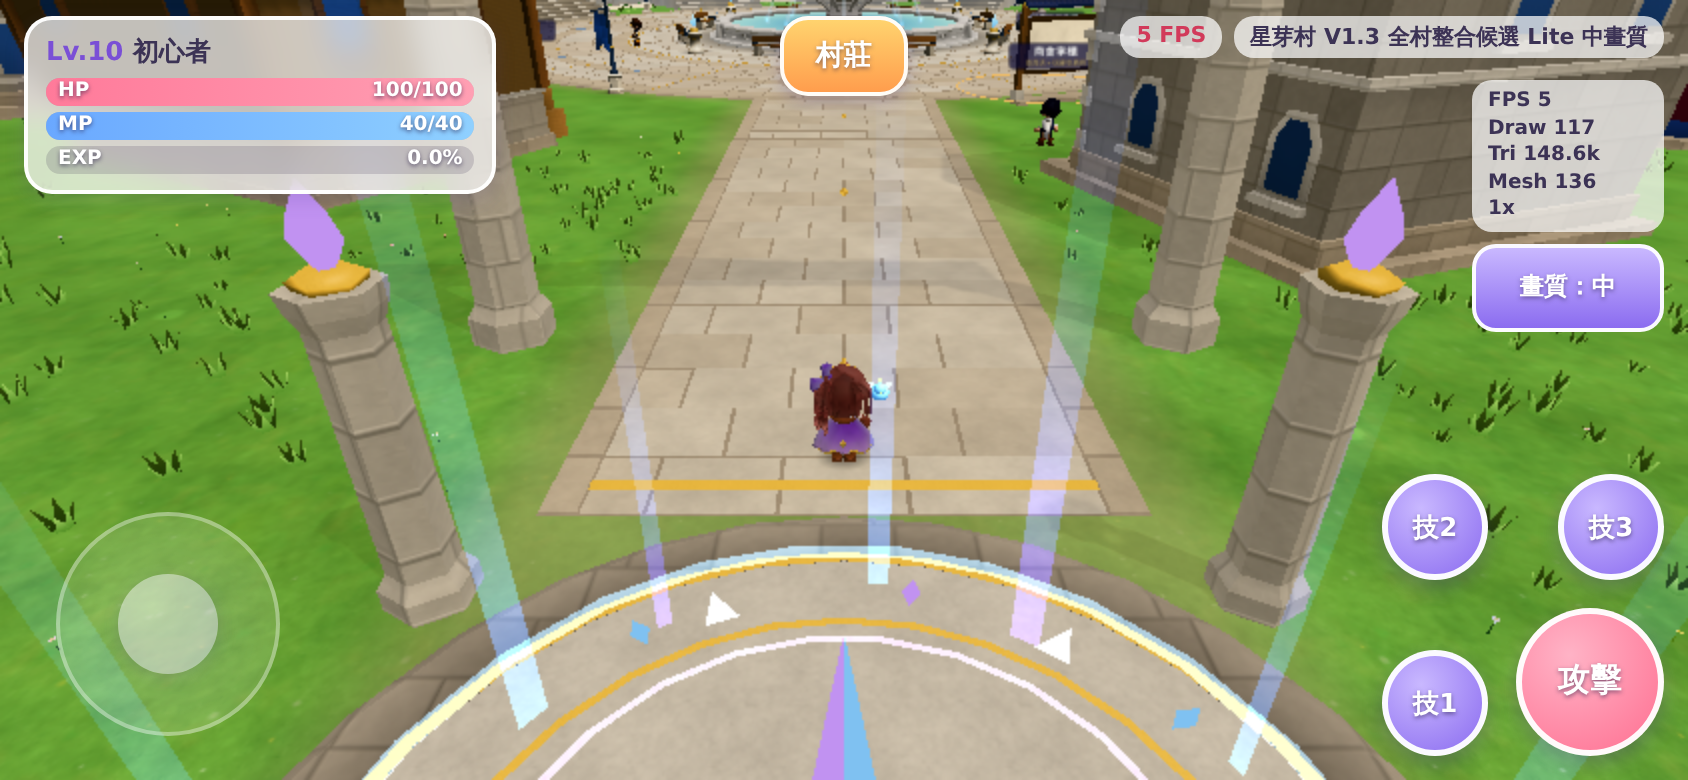 Lv.10 初心者
HP 100/100
MP 40/40
EXP 0.0%
村莊
5 FPS
星芽村 V1.3 全村整合候選 Lite 中畫質
FPS 5
Draw 117
Tri 148.6k
Mesh 136
1x
畫質：中
技2
技3
技1
攻擊